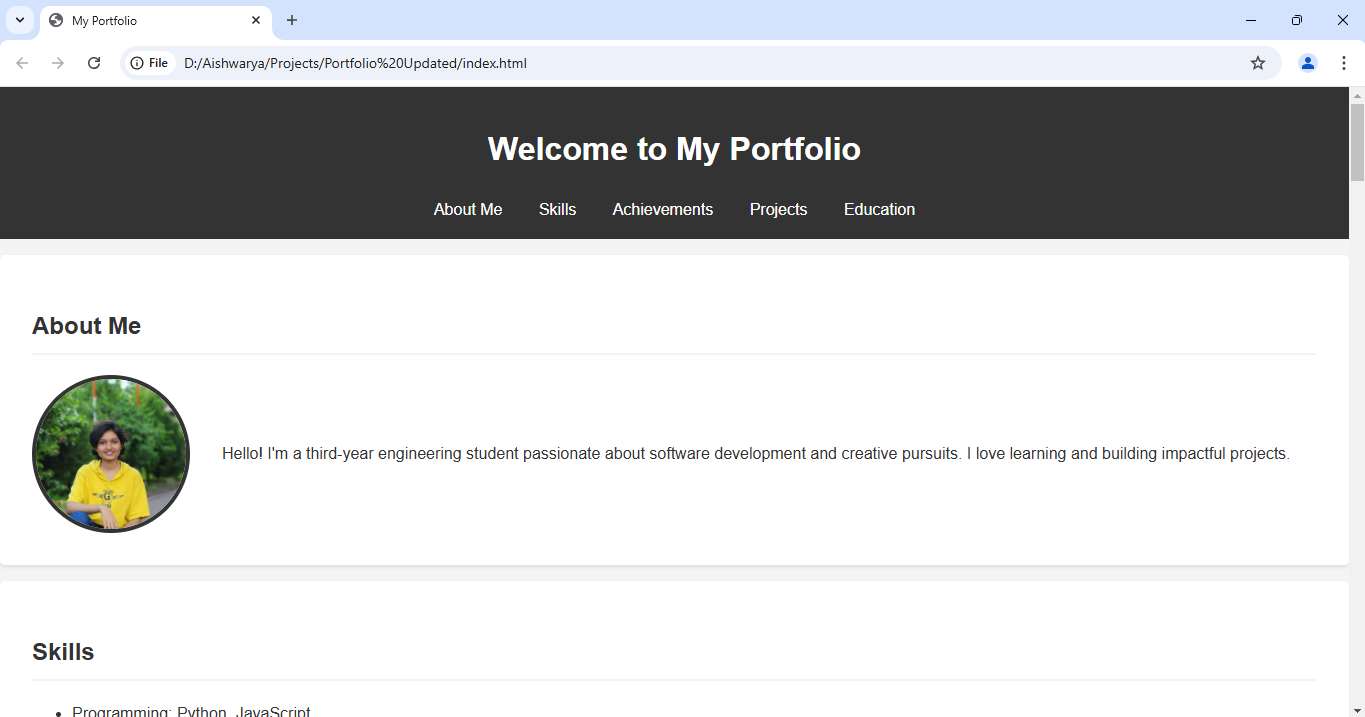 My Portfolio
File D:/Aishwarya/Projects/Portfolio%20Updated/index.html
Welcome to My Portfolio
About Me Skills Achievements Projects Education
About Me
Hello! I'm a third-year engineering student passionate about software development and creative pursuits. I love learning and building impactful projects.
Skills
• Programming: Python, JavaScript